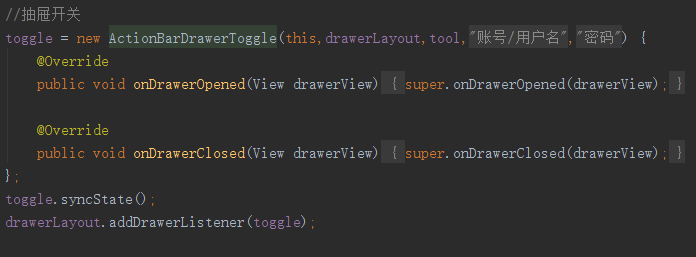 //抽屉开关
toggle = new ActionBarDrawerToggle(this,drawerLayout,tool,"账号/用户名","密码") {
@Override
public void onDrawerOpened(View drawerView) { super.onDrawerOpened(drawerView); }
@Override
public void onDrawerClosed(View drawerView) { super.onDrawerClosed(drawerView); }
};
toggle.syncState();
drawerLayout.addDrawerListener(toggle);